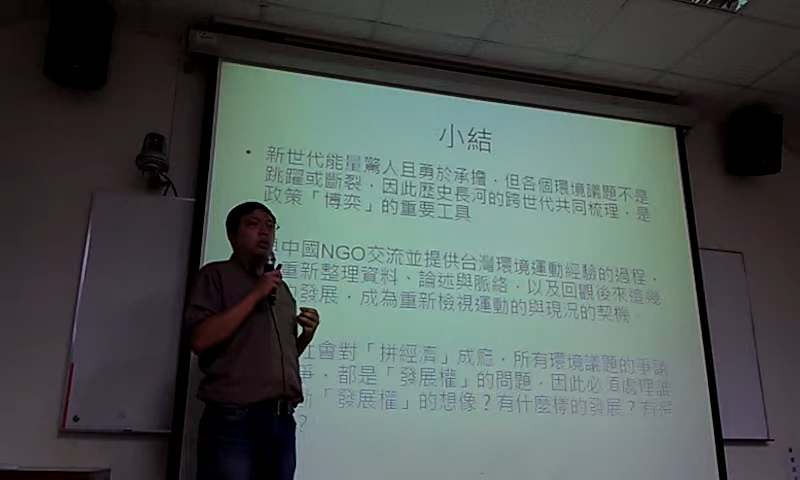 小結
• 新世代能量驚人且勇於承擔，但各個環境議題不是
跳躍或斷裂，因此歷史長河的跨世代共同梳理，是
政策「博奕」的重要工具
中國NGO交流並提供台灣環境運動經驗的過程，
重新整理資料、論述與脈絡，以及回觀後來這幾
的發展，成為重新檢視運動的與現況的契機。
社會對「拼經濟」成癮，所有環境議題的爭議
，都是「發展權」的問題，因此必須處理誰
「發展權」的想像？有什麼樣的發展？有
？